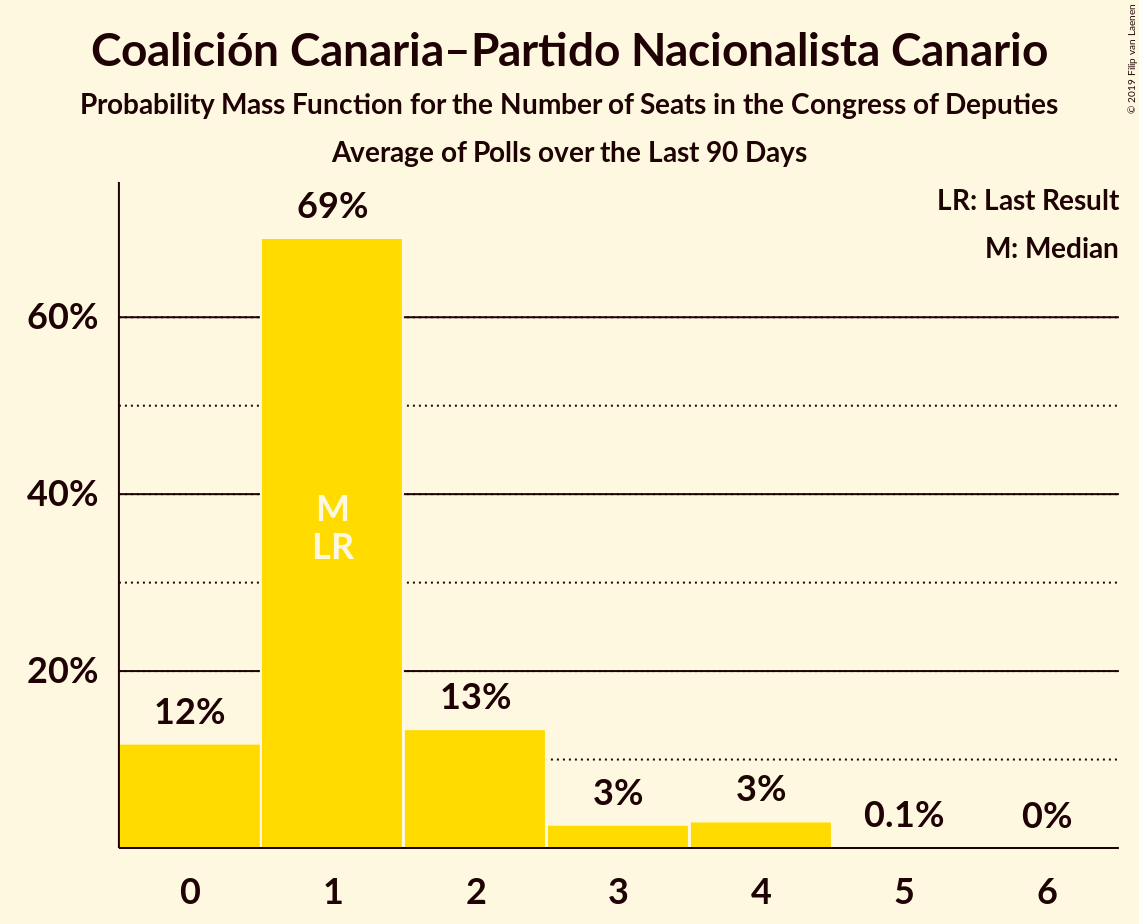 Coalición Canaria–Partido Nacionalista Canario
Probability Mass Function for the Number of Seats in the Congress of Deputies
Average of Polls over the Last 90 Days
© 2019 Filip van Laenen
LR: Last Result
M: Median
69%
60%
40%
20%
M
LR
12%
13%
3%
3%
0.1%
0%
0 1 2 3 4 5 6